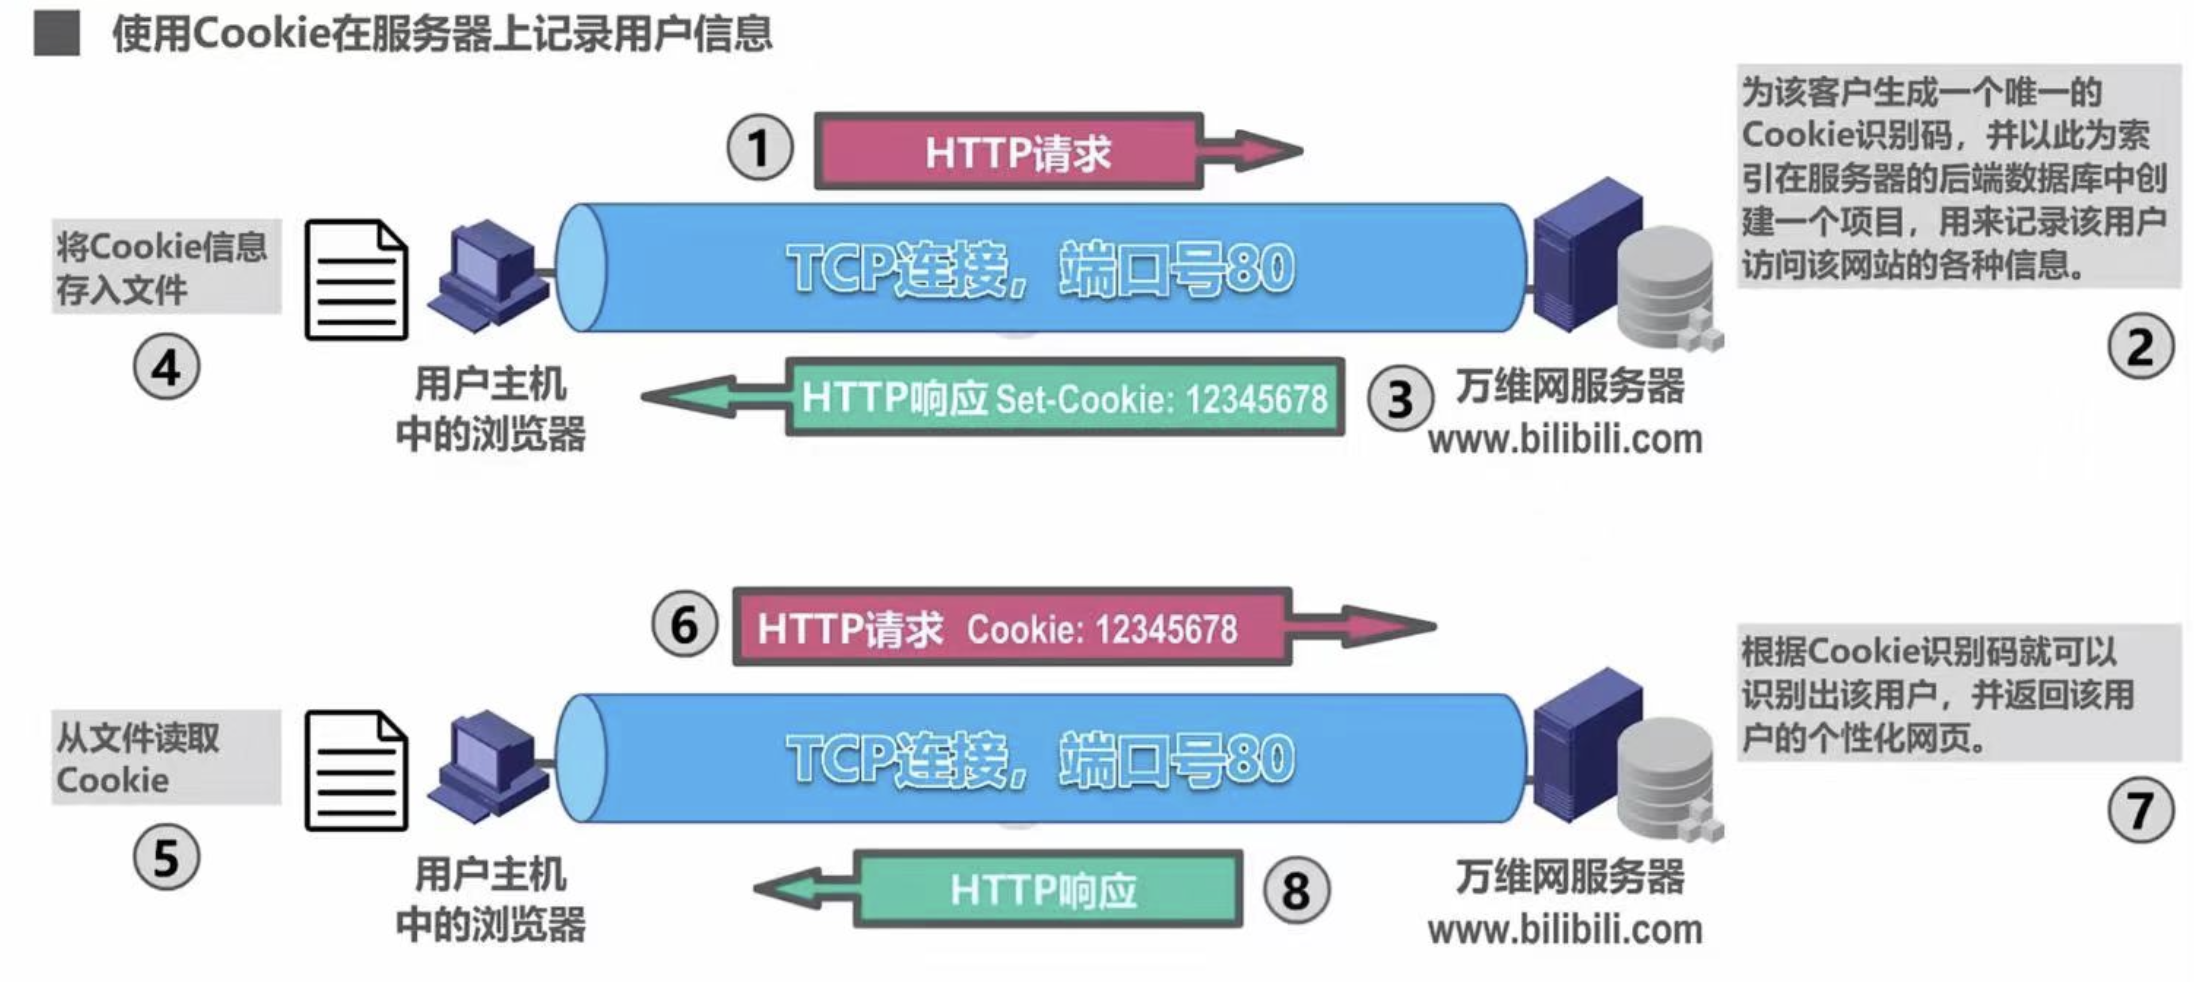 使用Cookie在服务器上记录用户信息
①
HTTP请求
为该客户生成一个唯一的
Cookie识别码，并以此为索
引在服务器的后端数据库中创
建一个项目，用来记录该用户
访问该网站的各种信息。
②
将Cookie信息
存入文件
④
TCP连接，端口号80
用户主机
中的浏览器
HTTP响应 Set-Cookie: 12345678
③
万维网服务器
www.bilibili.com
⑥
HTTP请求 Cookie: 12345678
根据Cookie识别码就可以
识别出该用户，并返回该用
户的个性化网页。
⑦
从文件读取
Cookie
⑤
TCP连接，端口号80
用户主机
中的浏览器
HTTP响应
⑧
万维网服务器
www.bilibili.com